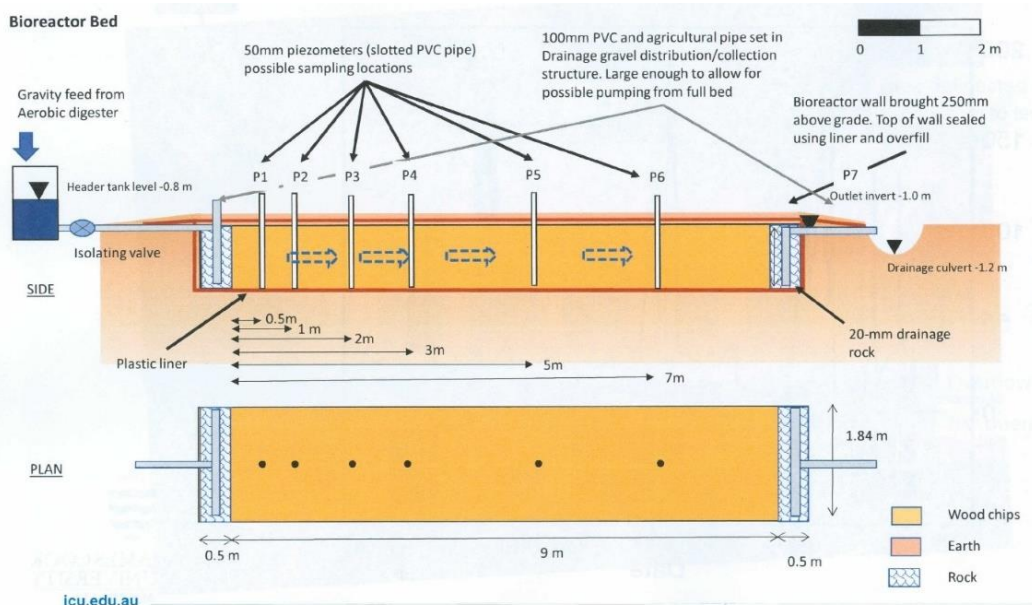 Bioreactor Bed
50mm piezometers (slotted PVC pipe)
possible sampling locations
100mm PVC and agricultural pipe set in
Drainage gravel distribution/collection
structure. Large enough to allow for
possible pumping from full bed
0 1 2 m
Gravity feed from
Aerobic digester
Bioreactor wall brought 250mm
above grade. Top of wall sealed
using liner and overfill
Header tank level -0.8 m
P1 P2 P3 P4 P5 P6 P7
Outlet invert -1.0 m
Isolating valve
Drainage culvert -1.2 m
SIDE
Plastic liner
0.5m
1 m
2m
3m
5m
7m
20-mm drainage
rock
PLAN
1.84 m
0.5 m
9 m
0.5 m
Wood chips
Earth
Rock
jcu.edu.au